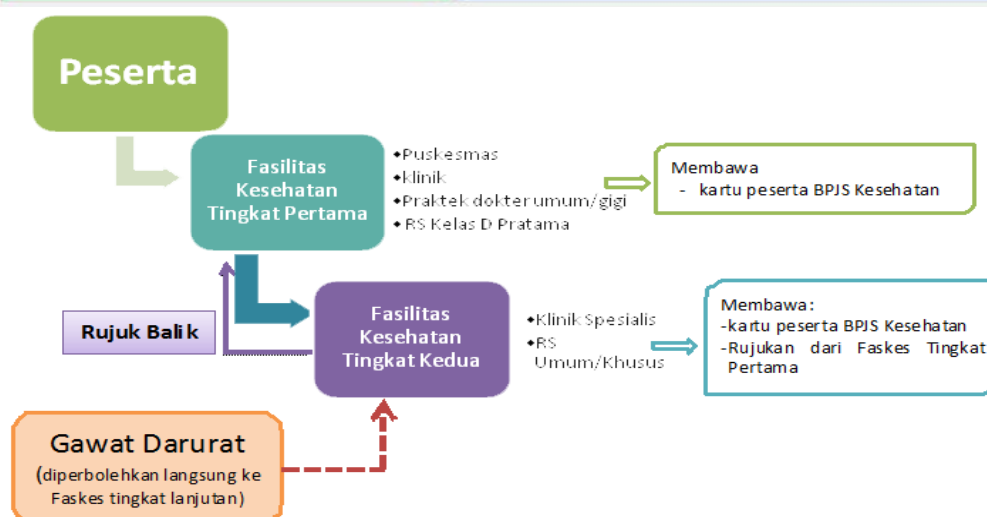 Peserta
Fasilitas
Kesehatan
Tingkat Pertama
◆Puskesmas
◆klinik
◆Praktek dokter umum/gigi
◆RS Kelas D Pratama
Membawa
- kartu peserta BPJS Kesehatan
Rujuk Balik
Fasilitas
Kesehatan
Tingkat Kedua
◆Klinik Spesialis
◆RS
Umum/Khusus
Membawa:
-kartu peserta BPJS Kesehatan
-Rujukan dari Faskes Tingkat
Pertama
Gawat Darurat
(diperbolehkan langsung ke
Faskes tingkat lanjutan)